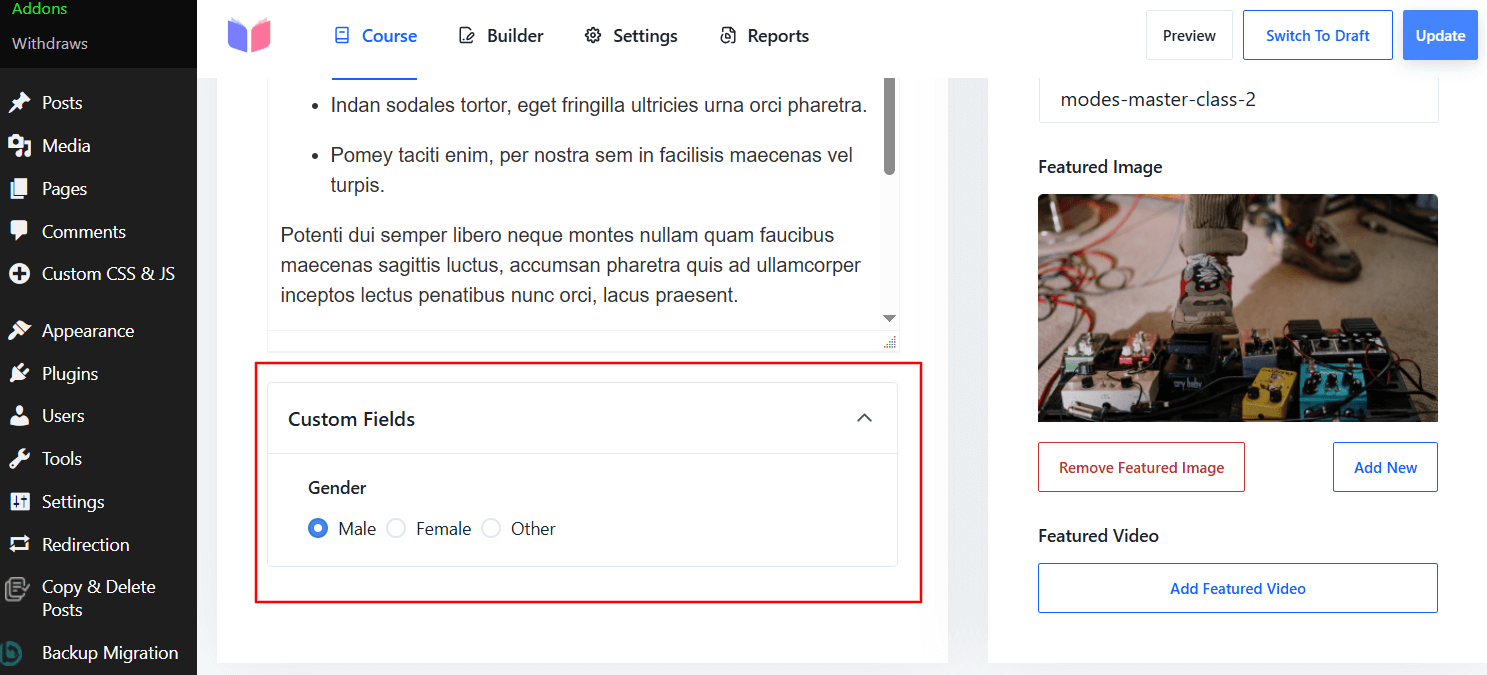 Addons
Withdraws
Posts
Media
Pages
Comments
Custom CSS & JS
Appearance
Plugins
Users
Tools
Settings
Redirection
Copy & Delete
Posts
Backup Migration
Course
Builder
Settings
Reports
Preview
Switch To Draft
Update
• Indan sodales tortor, eget fringilla ultricies urna orci pharetra.
• Pomey taciti enim, per nostra sem in facilisis maecenas vel
turpis.
Potenti dui semper libero neque montes nullam quam faucibus
maecenas sagittis luctus, accumsan pharetra quis ad ullamcorper
inceptos lectus penatibus nunc orci, lacus praesent.
Custom Fields
Gender
Male Female Other
modes-master-class-2
Featured Image
cry baby
Remove Featured Image
Add New
Featured Video
Add Featured Video